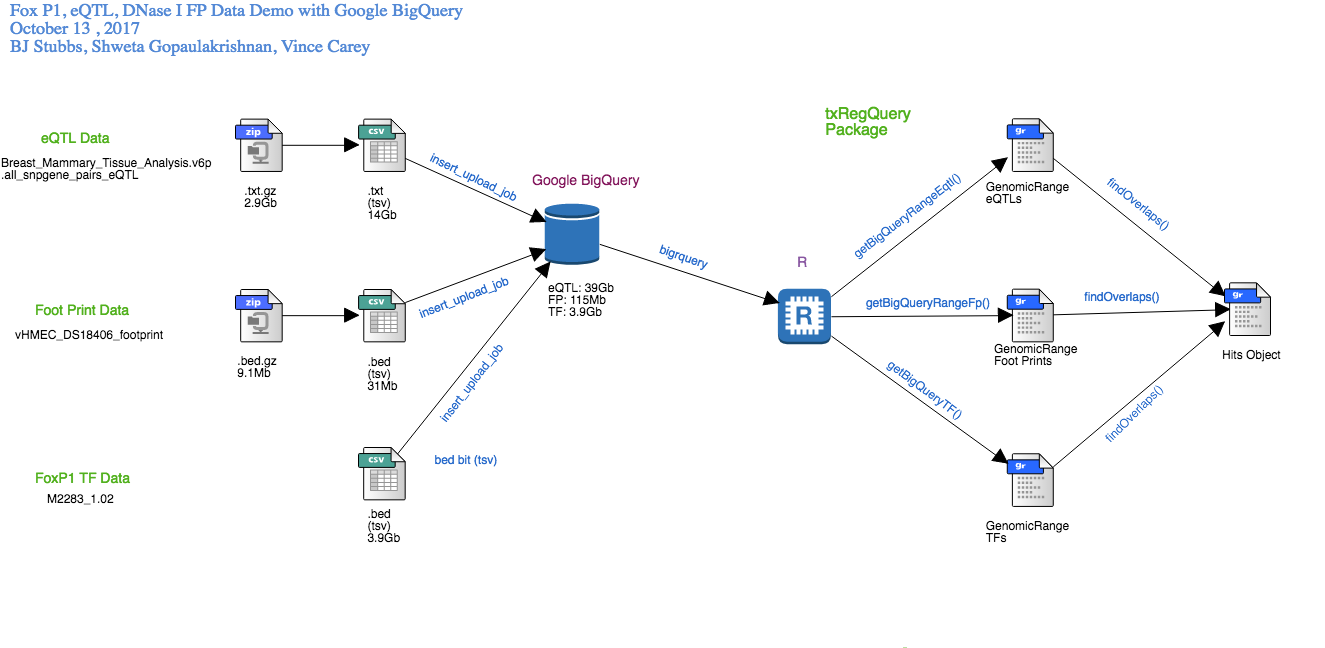 Fox P1, eQTL, DNase I FP Data Demo with Google BigQuery
October 13 , 2017
BJ Stubbs, Shweta Gopaulakrishnan, Vince Carey
eQTL Data
Breast_Mammary_Tissue_Analysis.v6p
.all_snpgene_pairs_eQTL
zip
.txt.gz
2.9Gb
csv
.txt
(tsv)
14Gb
insert_upload_job
Foot Print Data
vHMEC_DS18406_footprint
zip
.bed.gz
9.1Mb
csv
.bed
(tsv)
31Mb
insert_upload_job
FoxP1 TF Data
M2283_1.02
csv
.bed
(tsv)
3.9Gb
insert_upload_job
bed bit (tsv)
Google BigQuery
eQTL: 39Gb
FP: 115Mb
TF: 3.9Gb
bigrquery
R
R
txRegQuery
Package
getBigQueryRangeEqtl()
gr
GenomicRange
eQTLs
findOverlaps()
getBigQueryRangeFp()
gr
GenomicRange
Foot Prints
findOverlaps()
getBigQueryTF()
gr
GenomicRange
TFs
findOverlaps()
gr
Hits Object